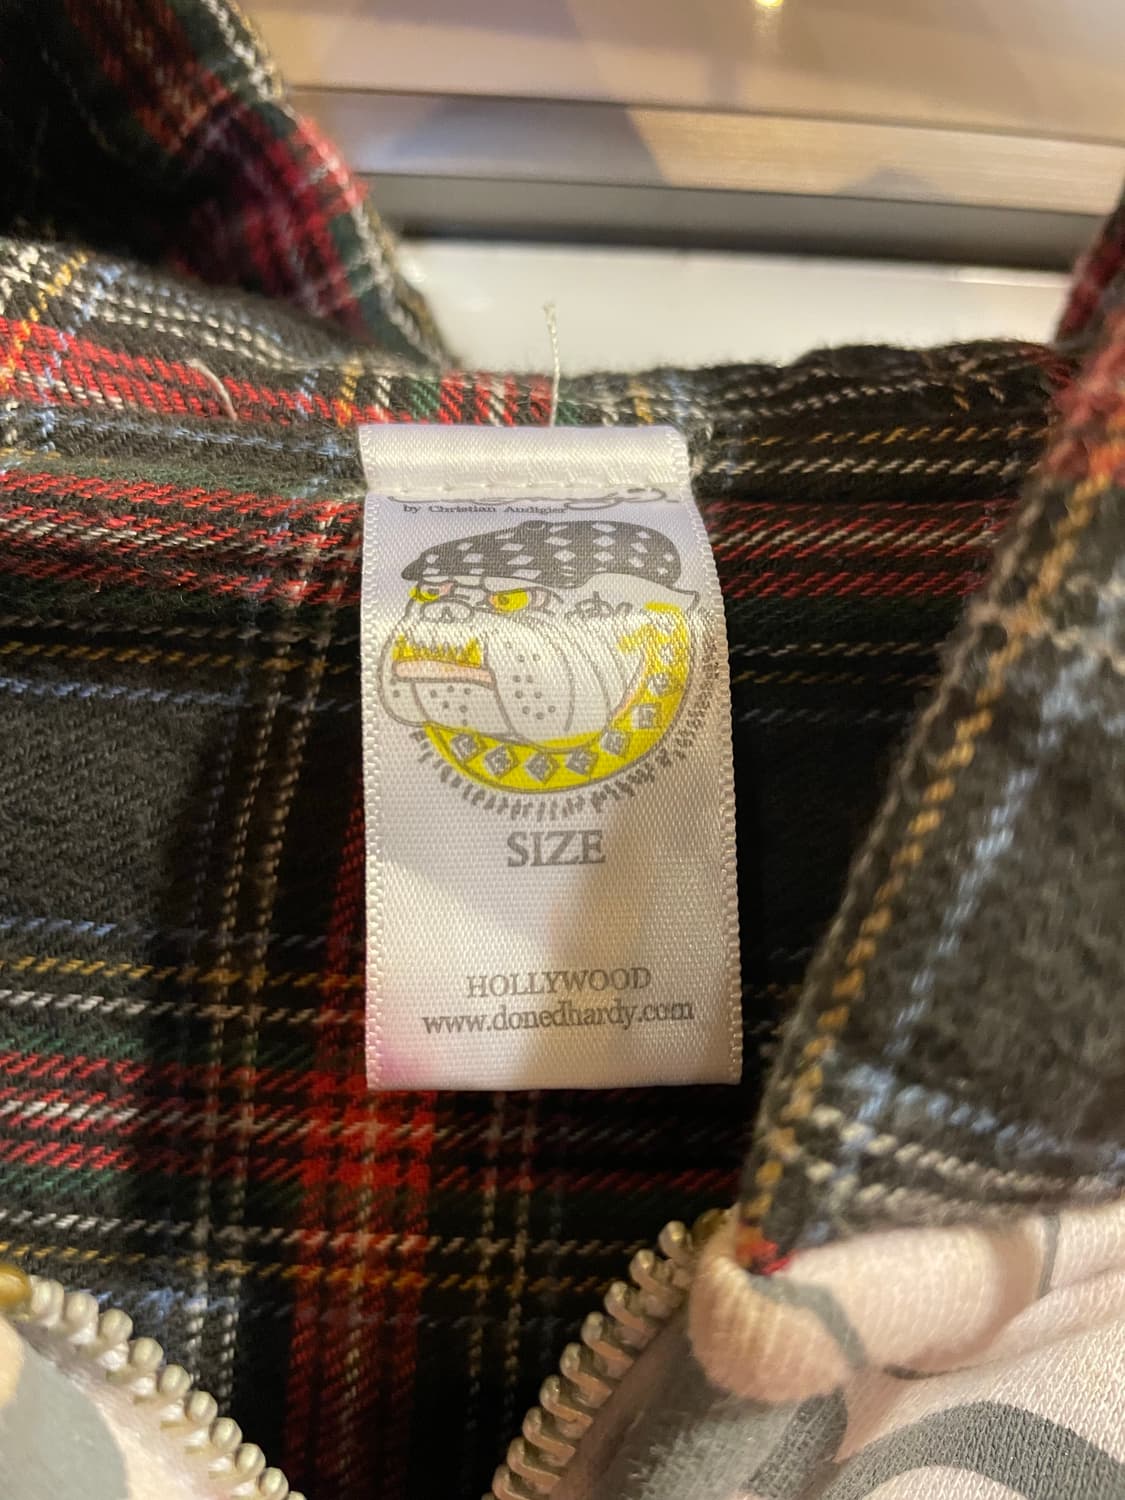 by Christian Audigier
SIZE
HOLLYWOOD
www.donedhardy.com